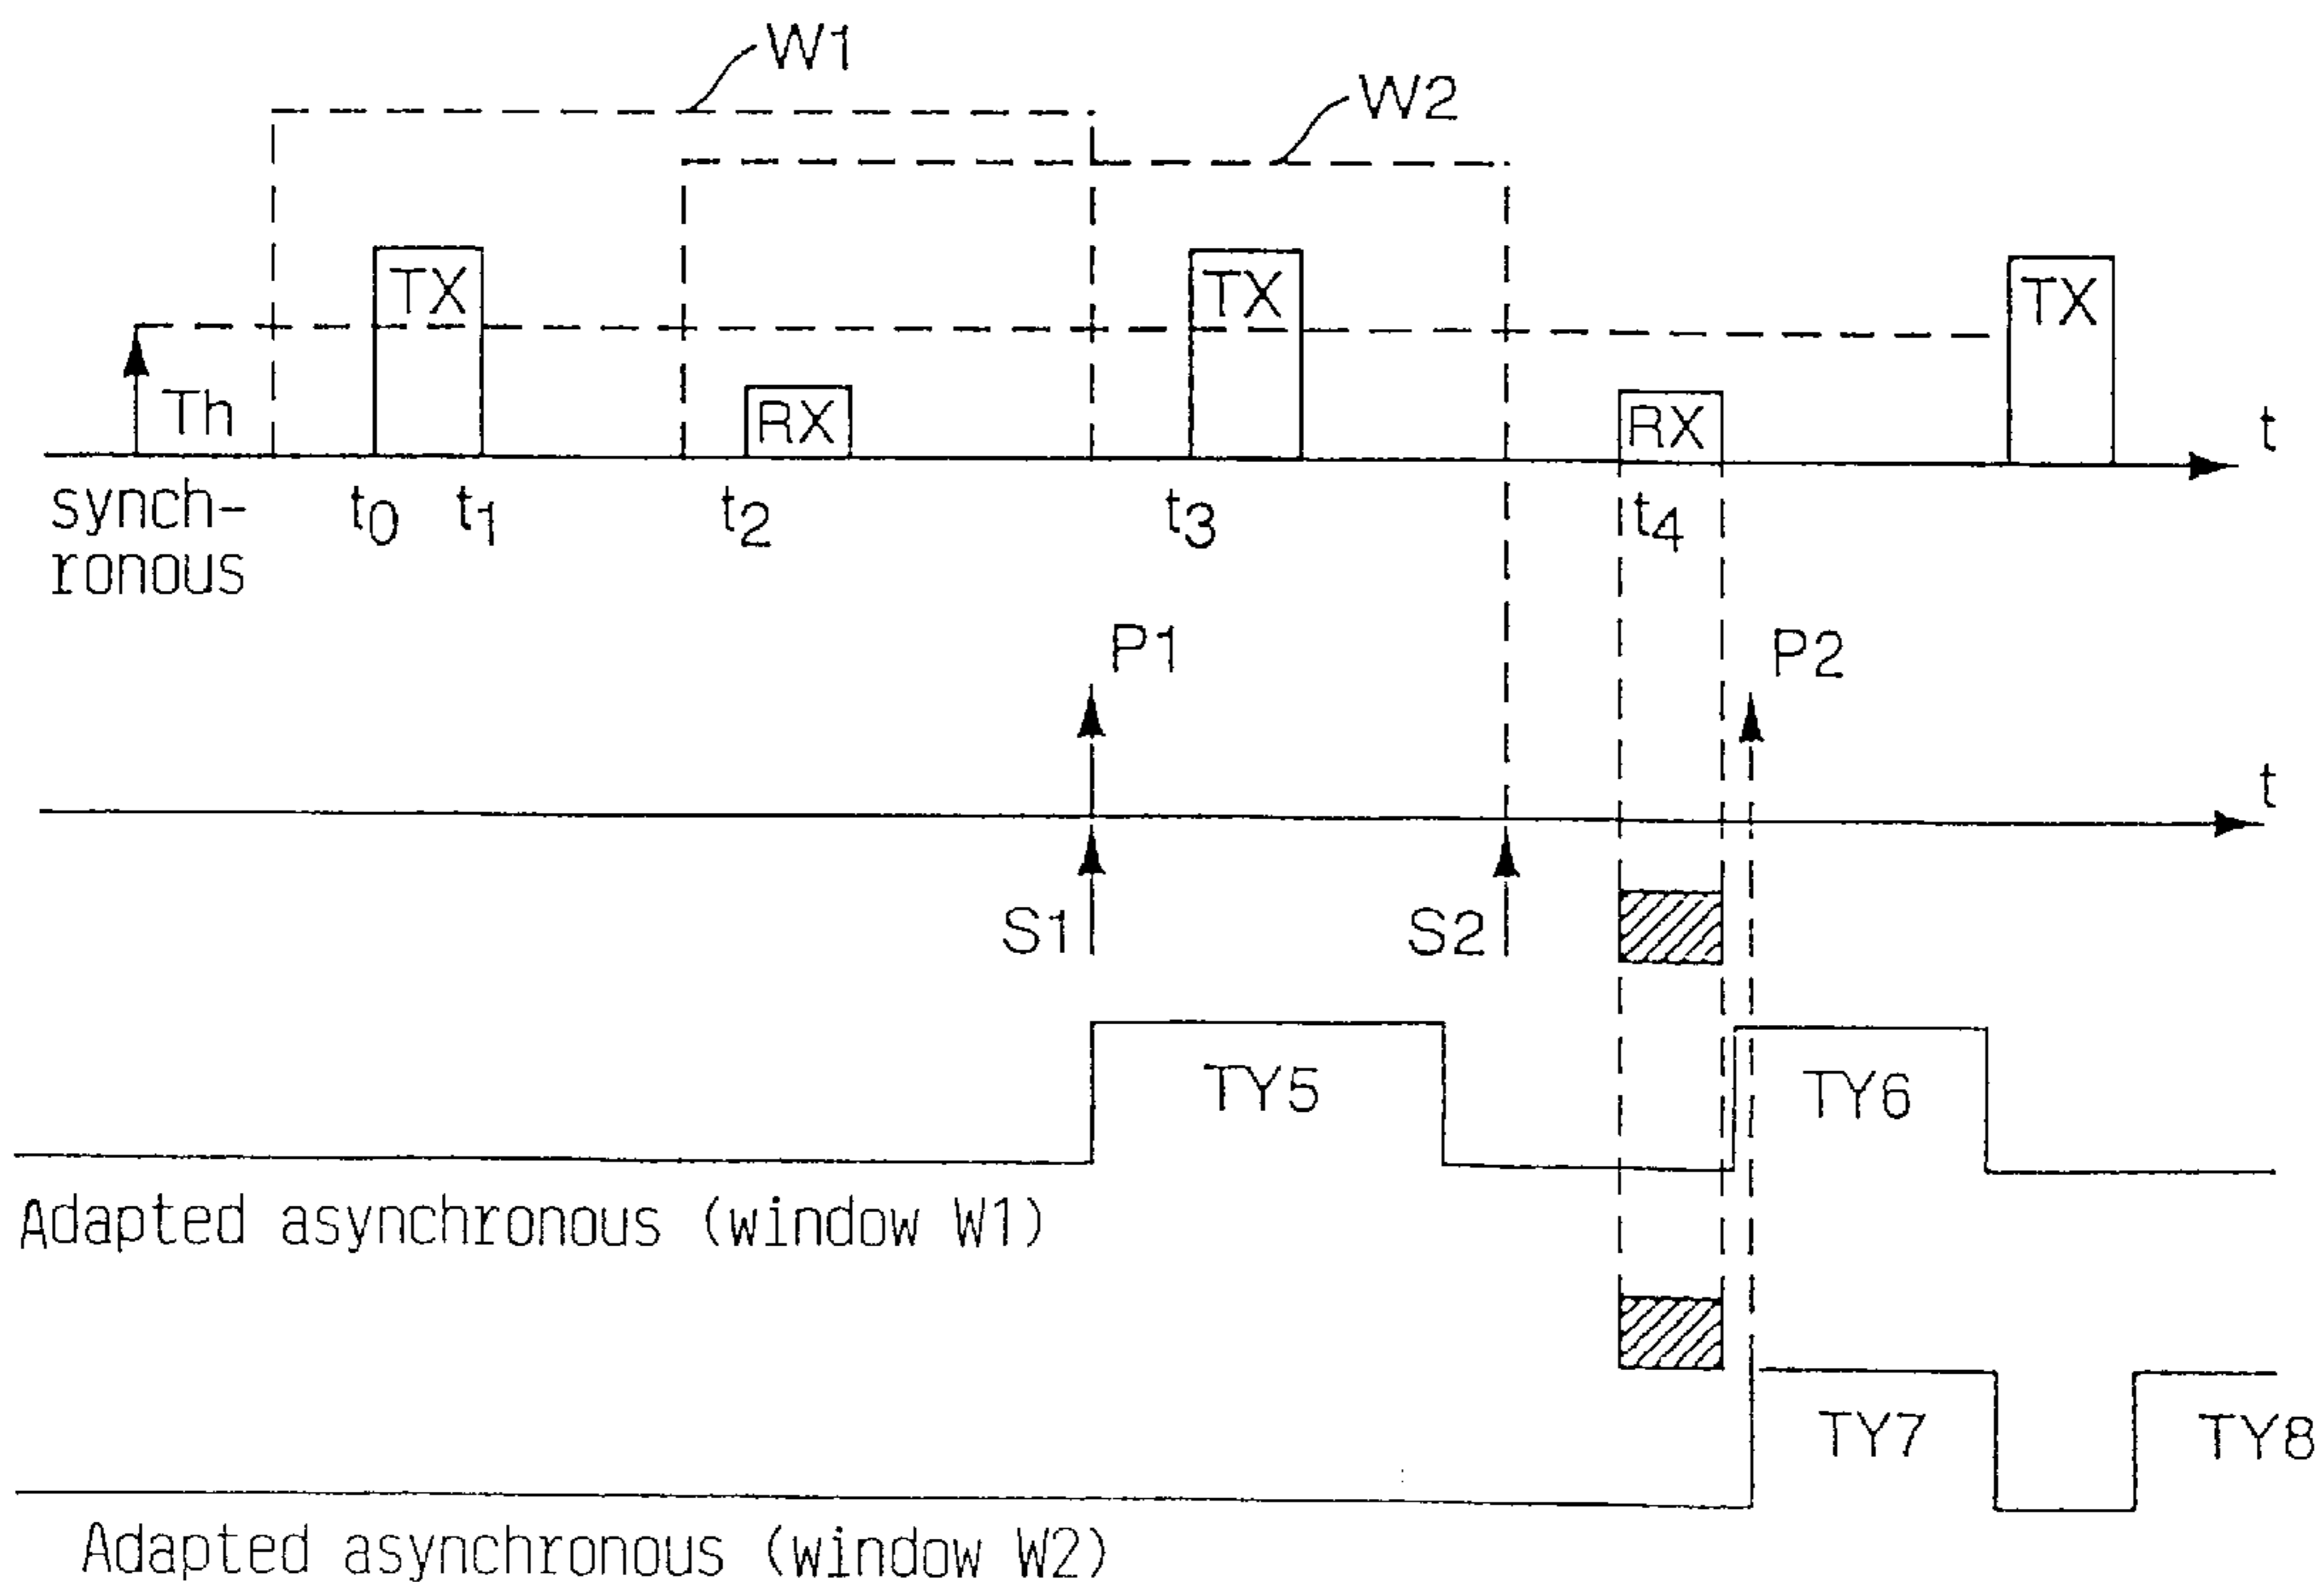 W1
W2
TX
TX
TX
Th
RX
RX
t
synch-
ronous
t0
t1
t2
t3
t4
P1
P2
t
S1
S2
TY5
TY6
Adapted asynchronous (window W1)
TY7
TY8
Adapted asynchronous (window W2)